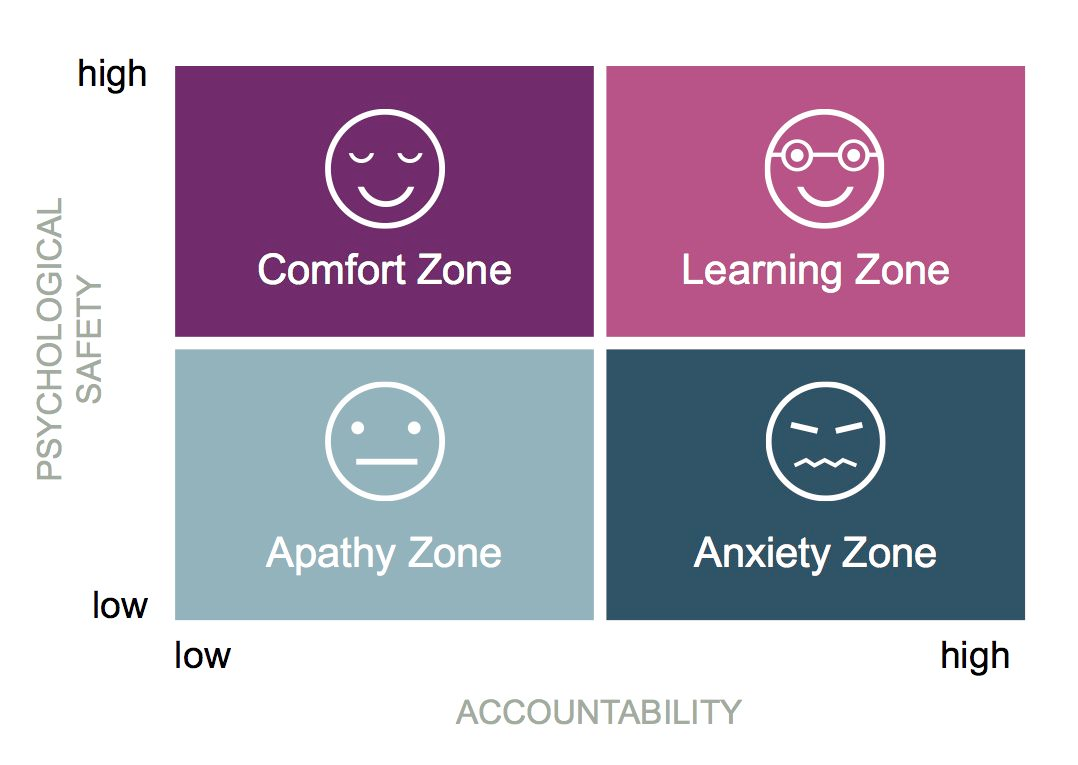 high
Comfort Zone
Learning Zone
PSYCHOLOGICAL
SAFETY
Apathy Zone
Anxiety Zone
low
low
high
ACCOUNTABILITY